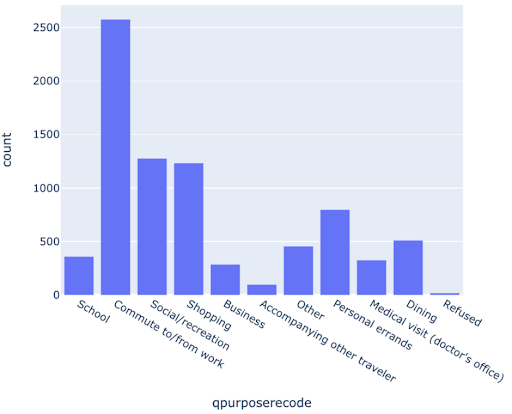 2500
2000
1500
1000
500
0
count
School
Commute to/from work
Social/recreation
Shopping
Business
Accompanying other traveler
Other
Personal errands
Medical visit (doctor's office)
Dining
Refused
qpurposerecode